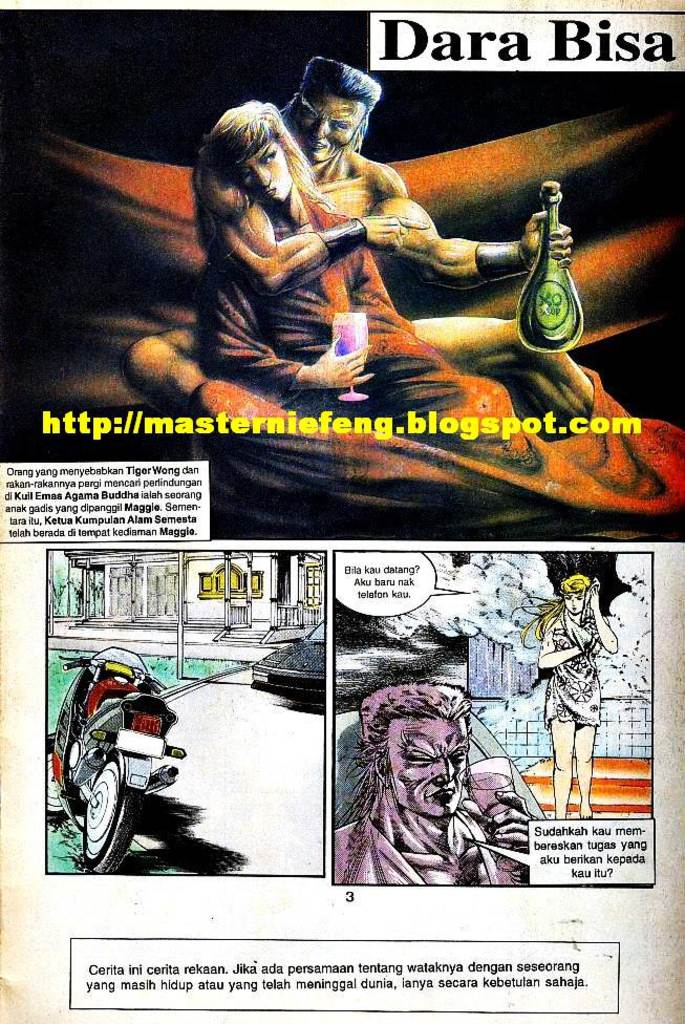 Dara Bisa
http://masterniefeng.blogspot.com
Orang yang menyebabkan Tiger Wong dan
rakan-rakannya pergi mencari perlindungan
di Kuil Emas Agama Buddha ialah seorang
anak gadis yang dipanggil Maggie. Semen-
tara itu, Ketua Kumpulan Alam Semesta
telah berada di tempat kediaman Maggie.
Bila kau datang?
Aku baru nak
telefon kau.
Sudahkah kau mem-
bereskan tugas yang
aku berikan kepada
kau itu?
3
Cerita ini cerita rekaan. Jika ada persamaan tentang wataknya dengan seseorang
yang masih hidup atau yang telah meninggal dunia, ianya secara kebetulan sahaja.